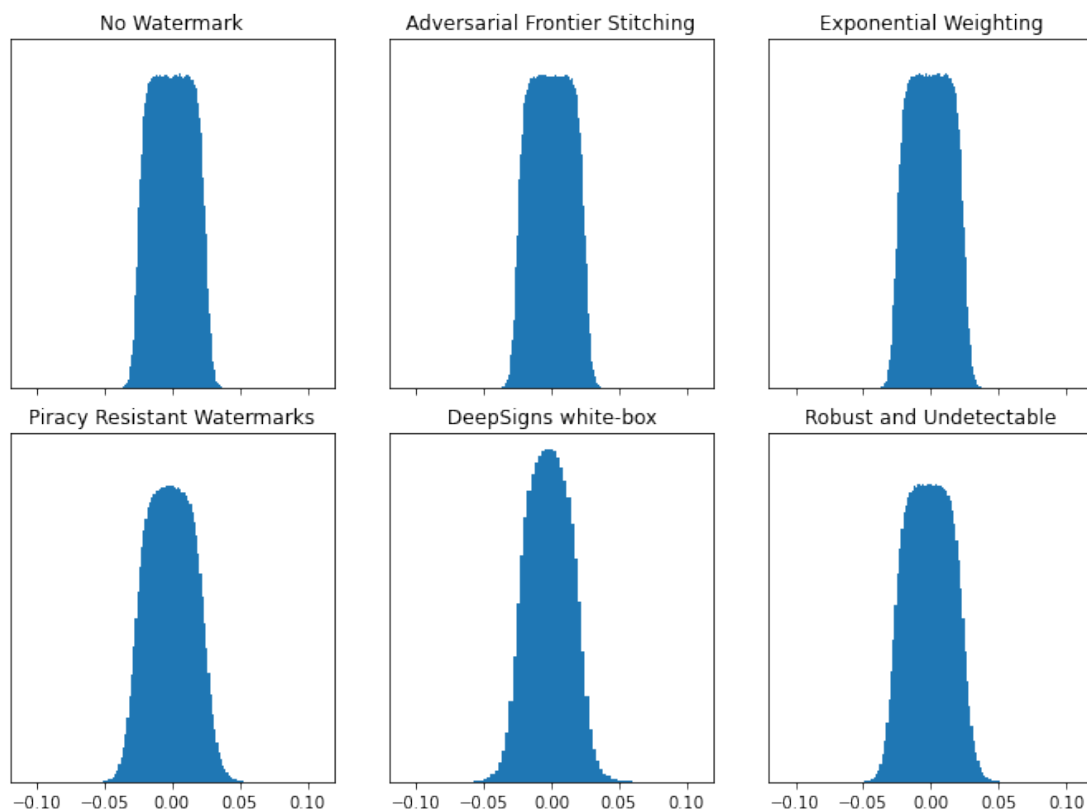 No Watermark
Adversarial Frontier Stitching
Exponential Weighting
Piracy Resistant Watermarks
DeepSigns white-box
Robust and Undetectable
−0.10 −0.05 0.00 0.05 0.10
−0.10 −0.05 0.00 0.05 0.10
−0.10 −0.05 0.00 0.05 0.10